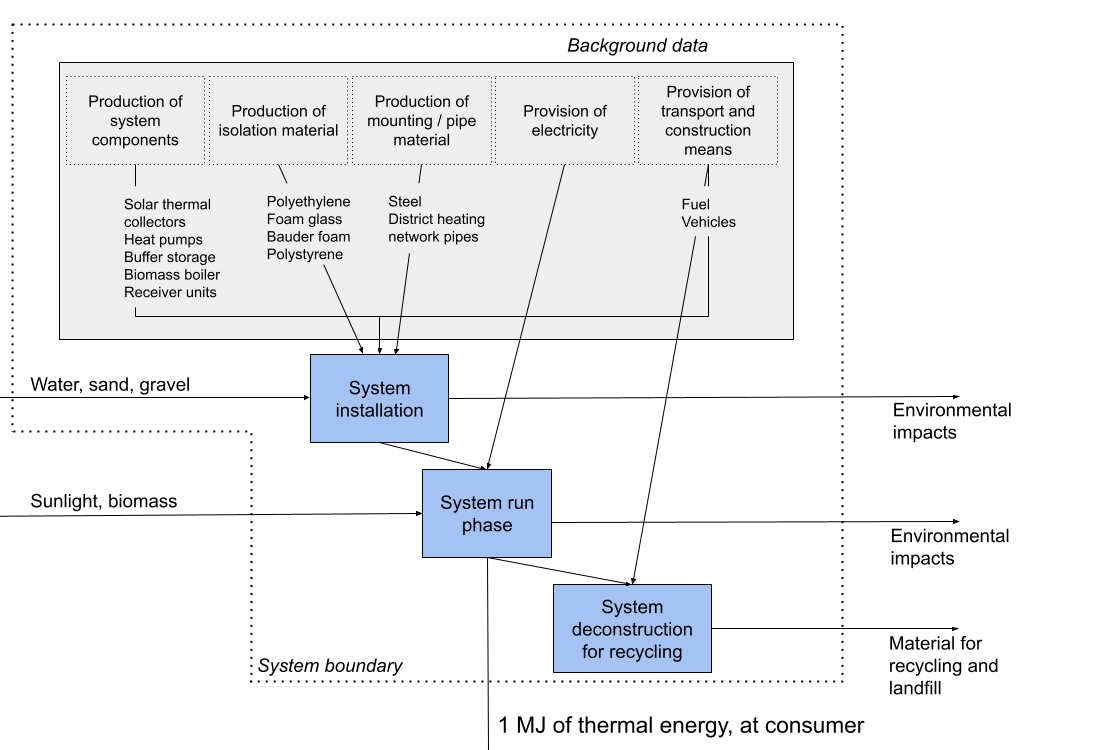 Background data
Production of
system
components
Production of
isolation material
Production of
mounting / pipe
material
Provision of
electricity
Provision of
transport and
construction
means
Solar thermal
collectors
Heat pumps
Buffer storage
Biomass boiler
Receiver units
Polyethylene
Foam glass
Bauder foam
Polystyrene
Steel
District heating
network pipes
Fuel
Vehicles
Water, sand, gravel
System
installation
Environmental
impacts
Sunlight, biomass
System run
phase
Environmental
impacts
System
deconstruction
for recycling
Material for
recycling and
landfill
System boundary
1 MJ of thermal energy, at consumer